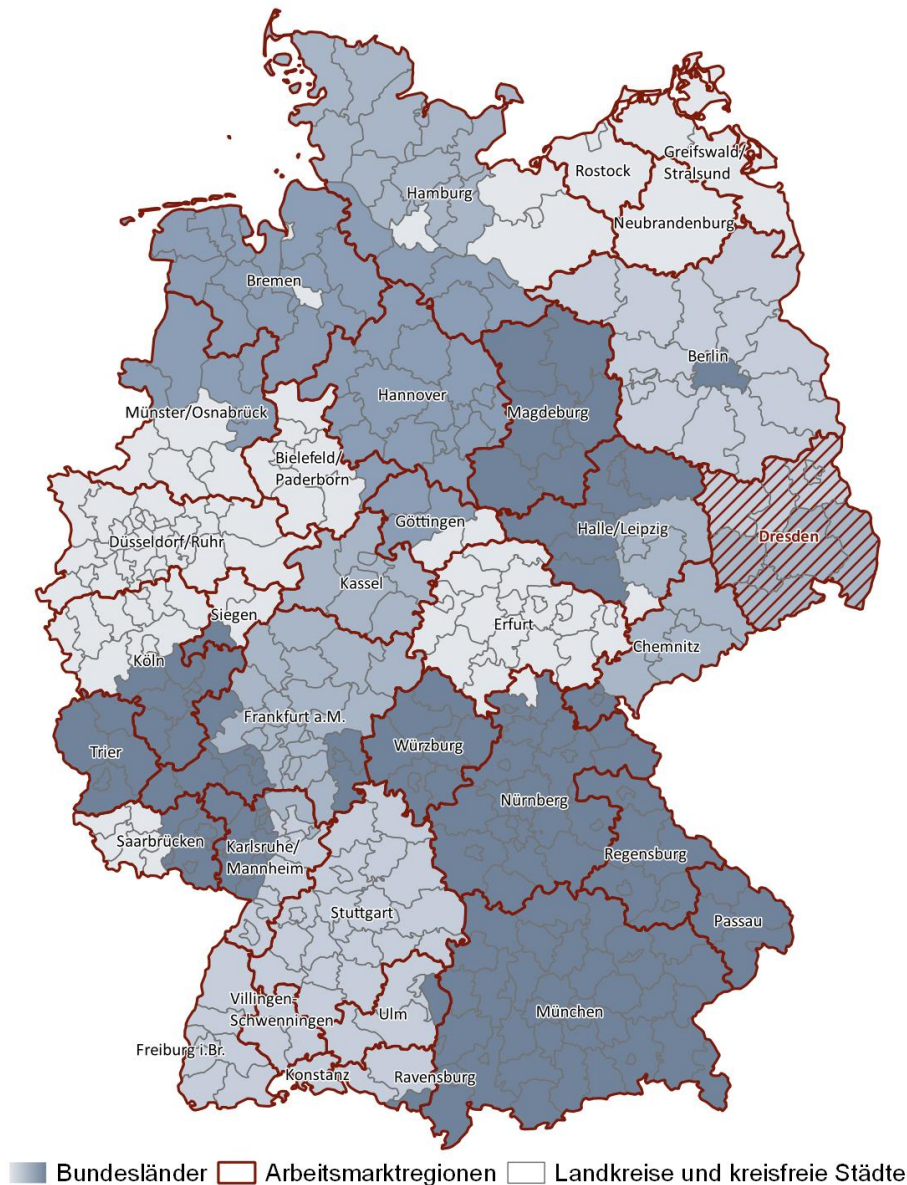 Rostock
Greifswald/
Stralsund
Hamburg
Neubrandenburg
Bremen
Berlin
Hannover
Münster/Osnabrück
Magdeburg
Bielefeld/
Paderborn
Göttingen
Halle/Leipzig
Düsseldorf/Ruhr
Dresden
Kassel
Siegen
Erfurt
Chemnitz
Köln
Frankfurt a.M.
Trier
Würzburg
Nürnberg
Saarbrücken
Karlsruhe/
Mannheim
Regensburg
Stuttgart
Passau
Villingen-
Schwenningen
Ulm
München
Freiburg i.Br.
Konstanz
Ravensburg
Bundesländer Arbeitsmarktregionen Landkreise und kreisfreie Städte